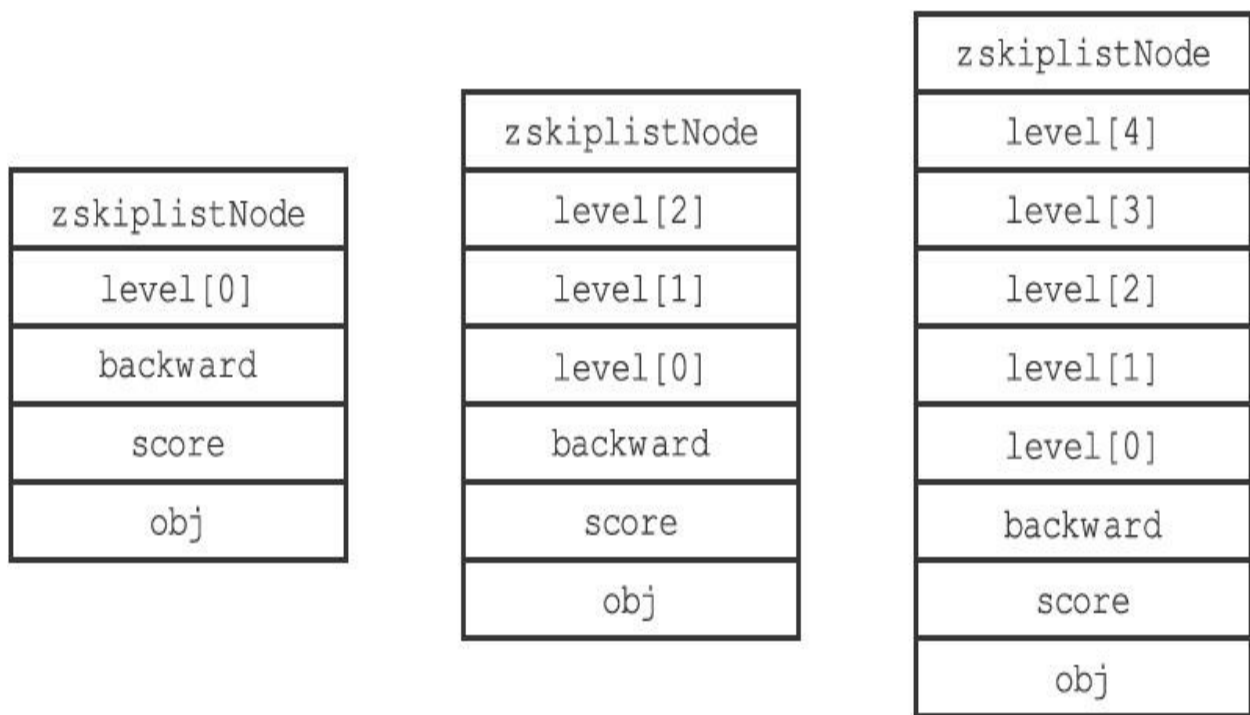 zskiplistNode
level[0]
backward
score
obj
zskiplistNode
level[2]
level[1]
level[0]
backward
score
obj
zskiplistNode
level[4]
level[3]
level[2]
level[1]
level[0]
backward
score
obj